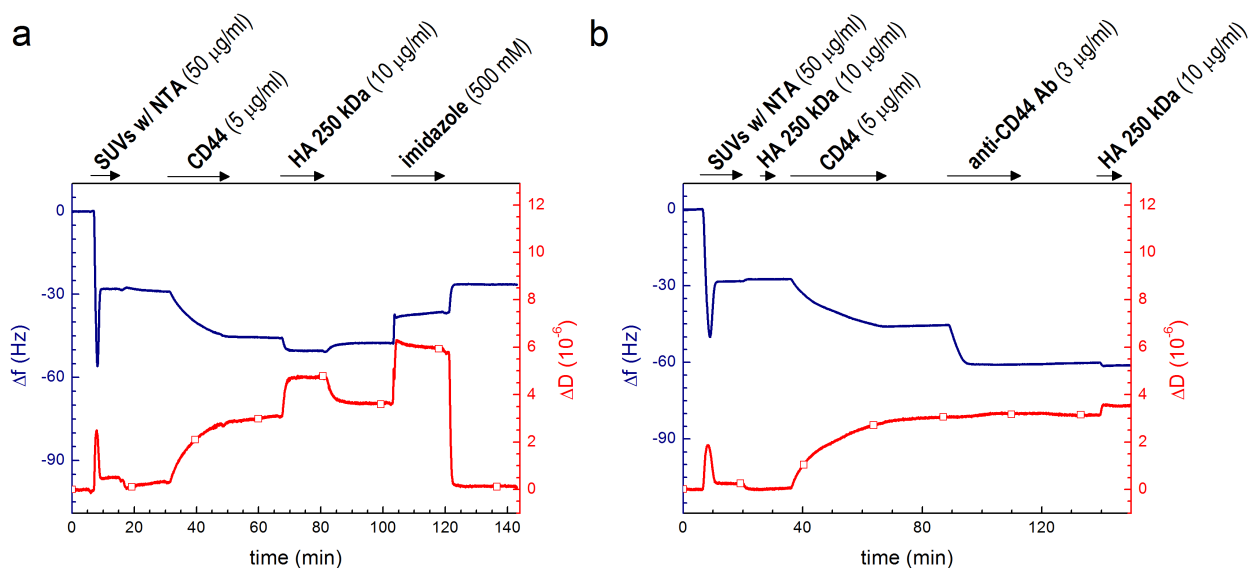 a
SUVs w/ NTA (50 μg/ml)
CD44 (5 μg/ml)
HA 250 kDa (10 μg/ml)
imidazole (500 mM)
0
-30
-60
-90
Δf (Hz)
12
10
8
6
4
2
0
ΔD (10⁻⁶)
0 20 40 60 80 100 120 140
time (min)
b
SUVs w/ NTA (50 μg/ml)
HA 250 kDa (10 μg/ml)
CD44 (5 μg/ml)
anti-CD44 Ab (3 μg/ml)
HA 250 kDa (10 μg/ml)
0
-30
-60
-90
Δf (Hz)
12
10
8
6
4
2
0
ΔD (10⁻⁶)
0 40 80 120
time (min)